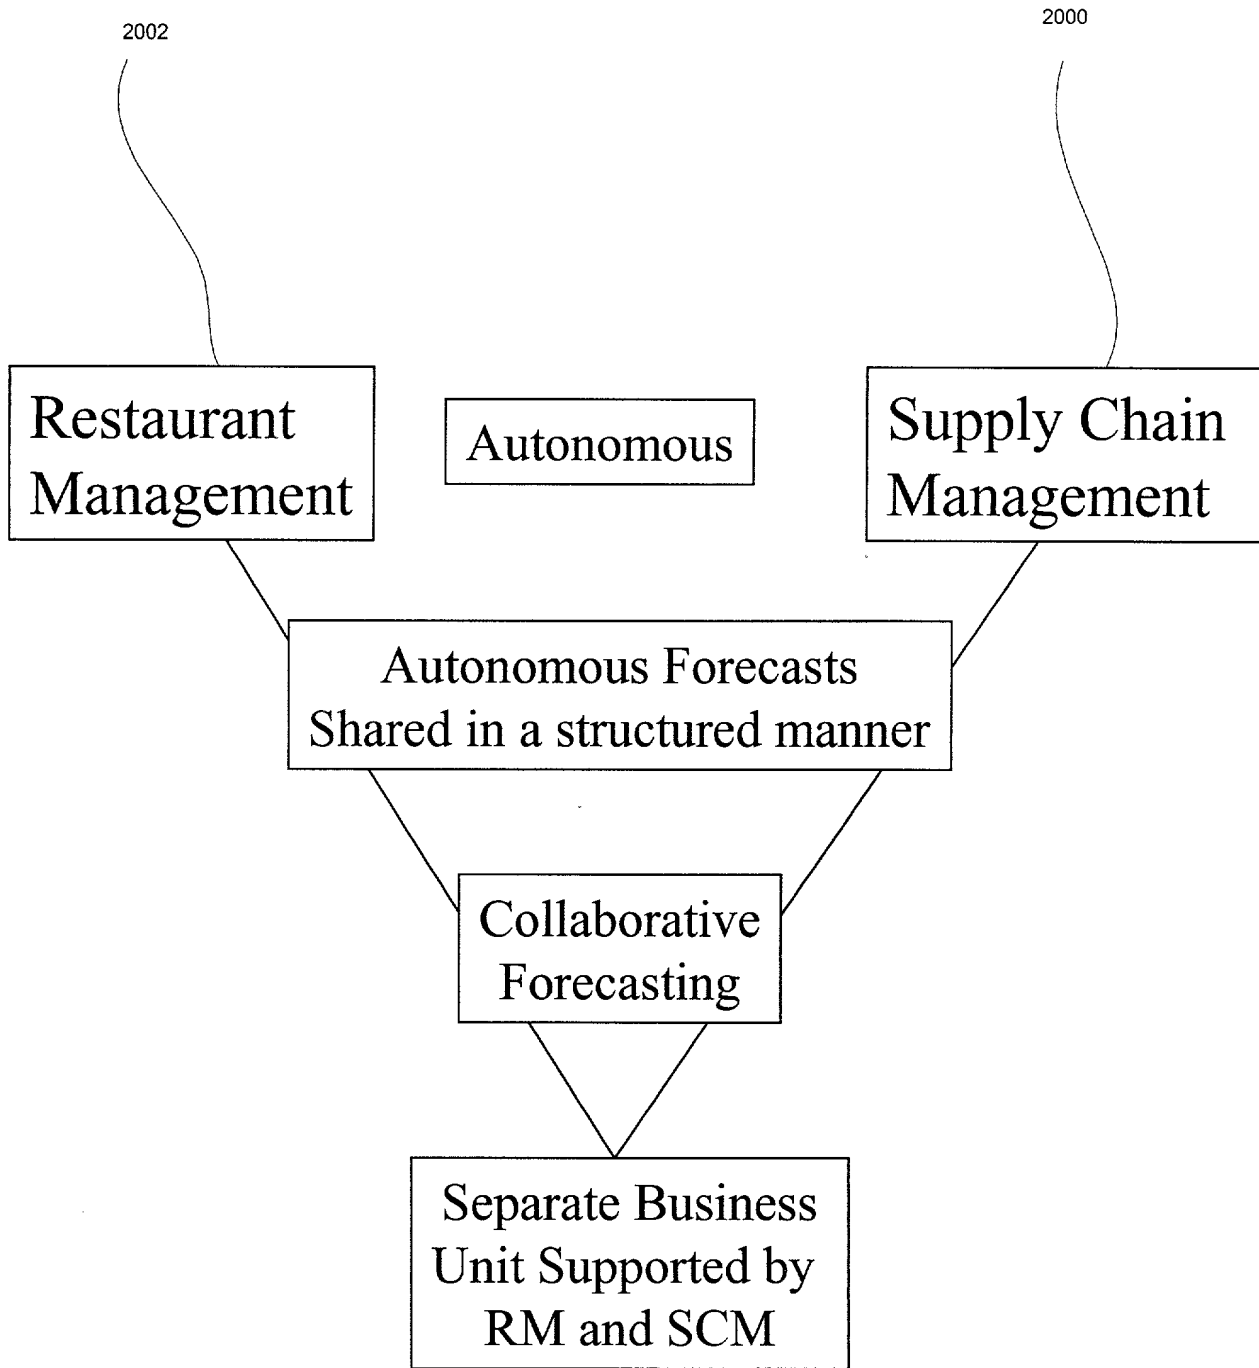 2002
2000
Restaurant
Management
Autonomous
Supply Chain
Management
Autonomous Forecasts
Shared in a structured manner
Collaborative
Forecasting
Separate Business
Unit Supported by
RM and SCM